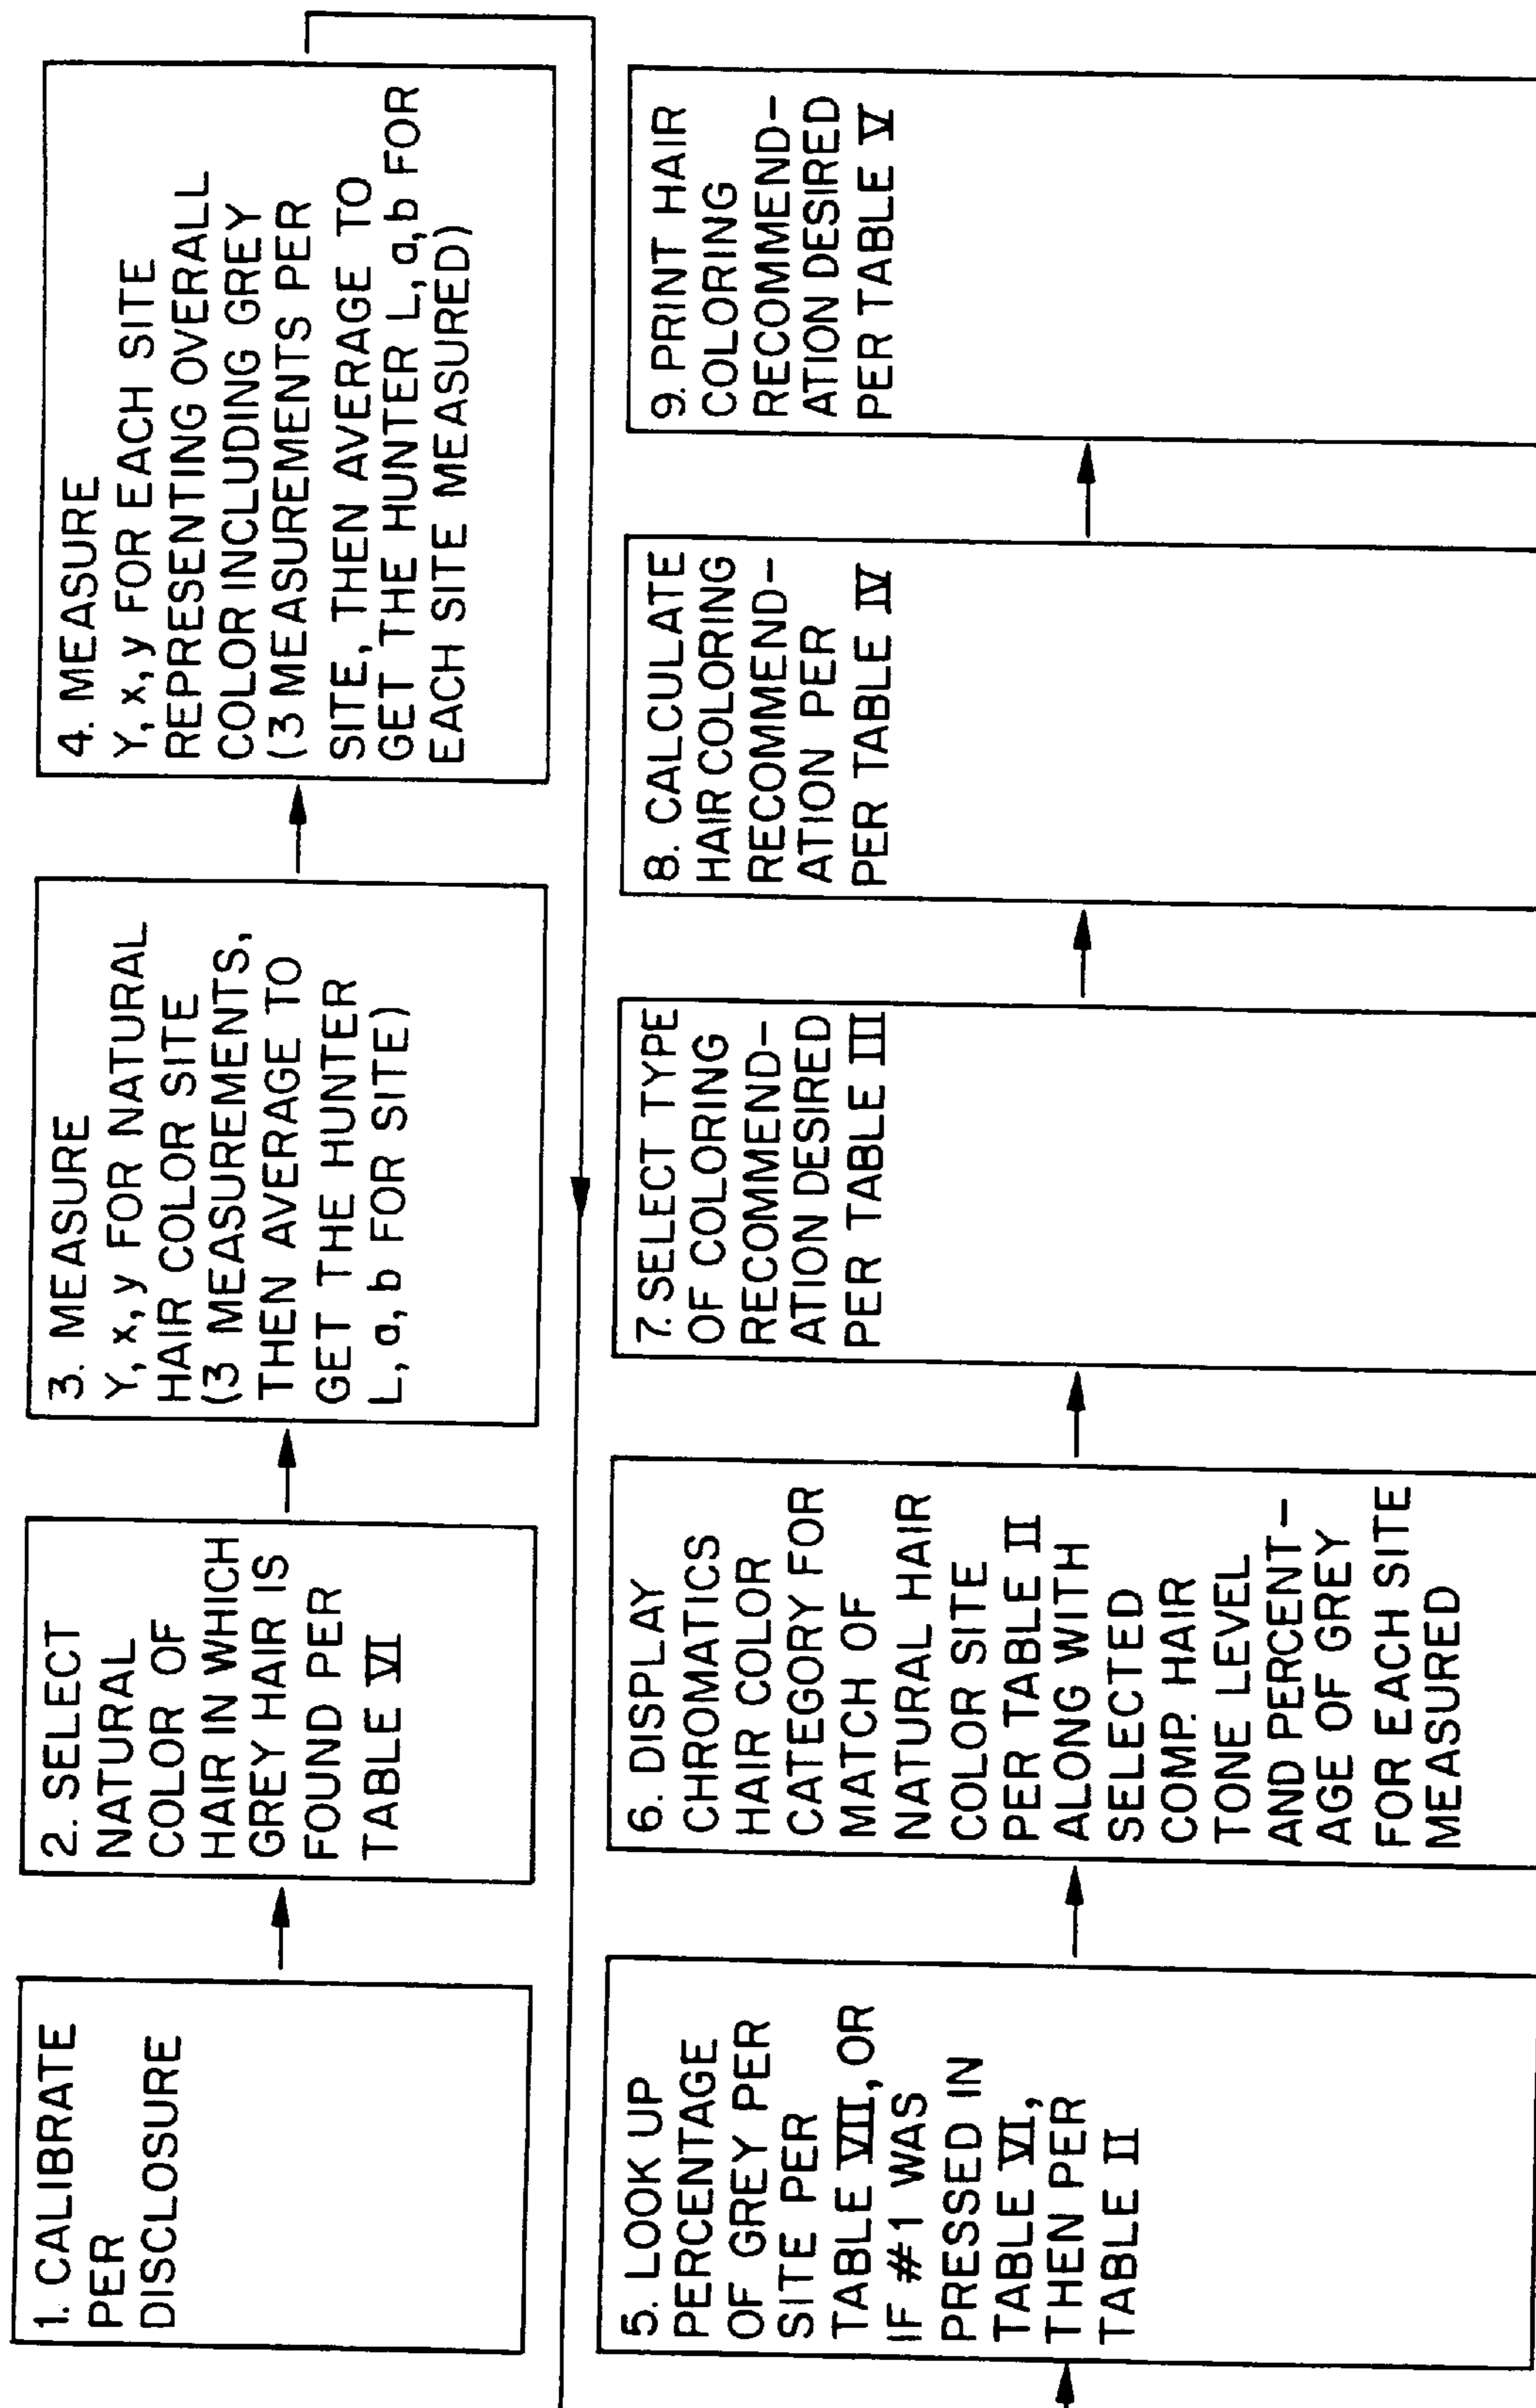 1. CALIBRATE
PER
DISCLOSURE
2. SELECT
NATURAL
COLOR OF
HAIR IN WHICH
GREY HAIR IS
FOUND PER
TABLE VI
3. MEASURE
Y, x, y FOR NATURAL
HAIR COLOR SITE
(3 MEASUREMENTS,
THEN AVERAGE TO
GET THE HUNTER
L, a, b FOR SITE)
4. MEASURE
Y, x, y FOR EACH SITE
REPRESENTING OVERALL
COLOR INCLUDING GREY
(3 MEASUREMENTS PER
SITE, THEN AVERAGE TO
GET THE HUNTER L, a, b FOR
EACH SITE MEASURED)
5. LOOK UP
PERCENTAGE
OF GREY PER
SITE PER
TABLE VII, OR
IF #1 WAS
PRESSED IN
TABLE VI,
THEN PER
TABLE II
6. DISPLAY
CHROMATICS
HAIR COLOR
CATEGORY FOR
MATCH OF
NATURAL HAIR
COLOR SITE
PER TABLE II
ALONG WITH
SELECTED
COMP. HAIR
TONE LEVEL
AND PERCENT-
AGE OF GREY
FOR EACH SITE
MEASURED
7. SELECT TYPE
OF COLORING
RECOMMEND-
ATION DESIRED
PER TABLE III
8. CALCULATE
HAIR COLORING
RECOMMEND-
ATION PER
PER TABLE IV
9. PRINT HAIR
COLORING
RECOMMEND-
ATION DESIRED
PER TABLE V